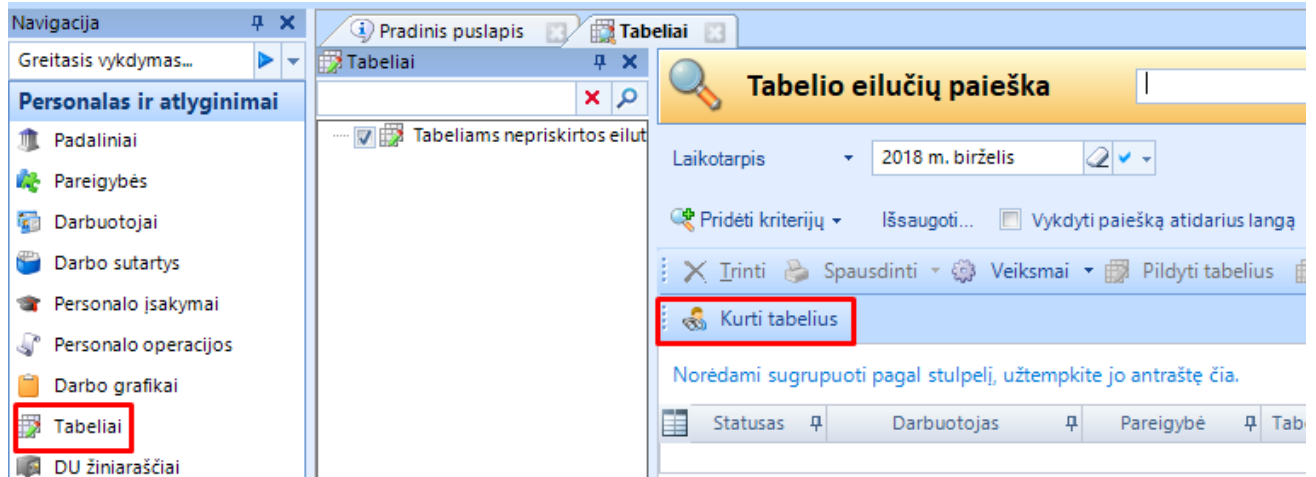 Navigacija
Greitasis vykdymas...
Personalas ir atlyginimai
Padaliniai
Pareigybės
Darbuotojai
Darbo sutartys
Personalo įsakymai
Personalo operacijos
Darbo grafikai
Tabeliai
DU žiniaraščiai
Pradinis puslapis
Tabeliai
Tabeliai
Tabeliams nepriskirtos eilut
Tabelio eilučių paieška
Laikotarpis 2018 m. birželis
Pridėti kriterijų Išsaugoti... Vykdyti paiešką atidarius langą
Trinti Spausdinti Veiksmai Pildyti tabelius
Kurti tabelius
Norėdami sugrupuoti pagal stulpelį, užtempkite jo antraštę čia.
Statusas Darbuotojas Pareigybė Tab